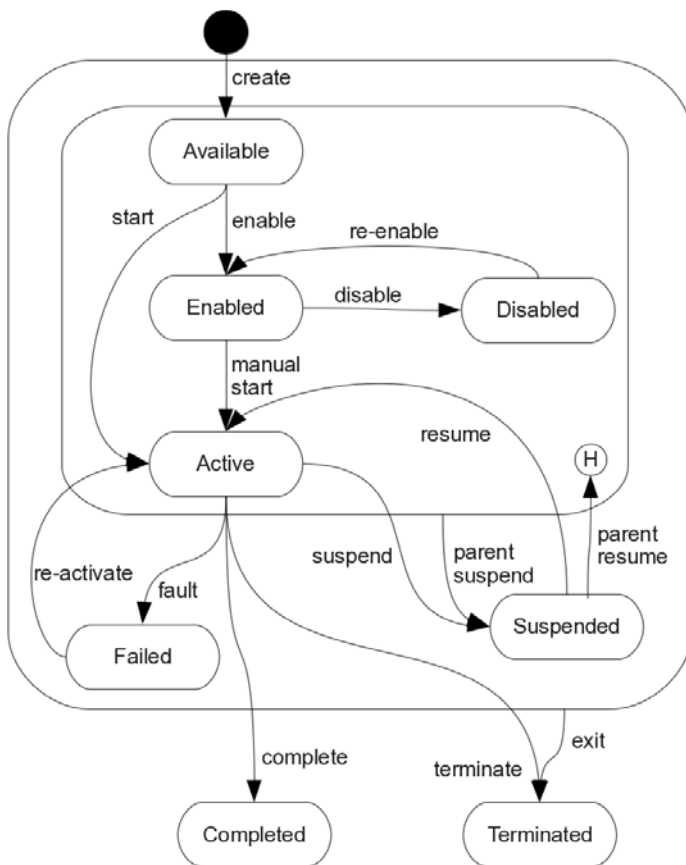 create
Available
start
enable
re-enable
Enabled
disable
Disabled
manual
start
resume
H
Active
parent
resume
suspend
parent
suspend
re-activate
fault
Suspended
Failed
exit
complete
terminate
Completed
Terminated